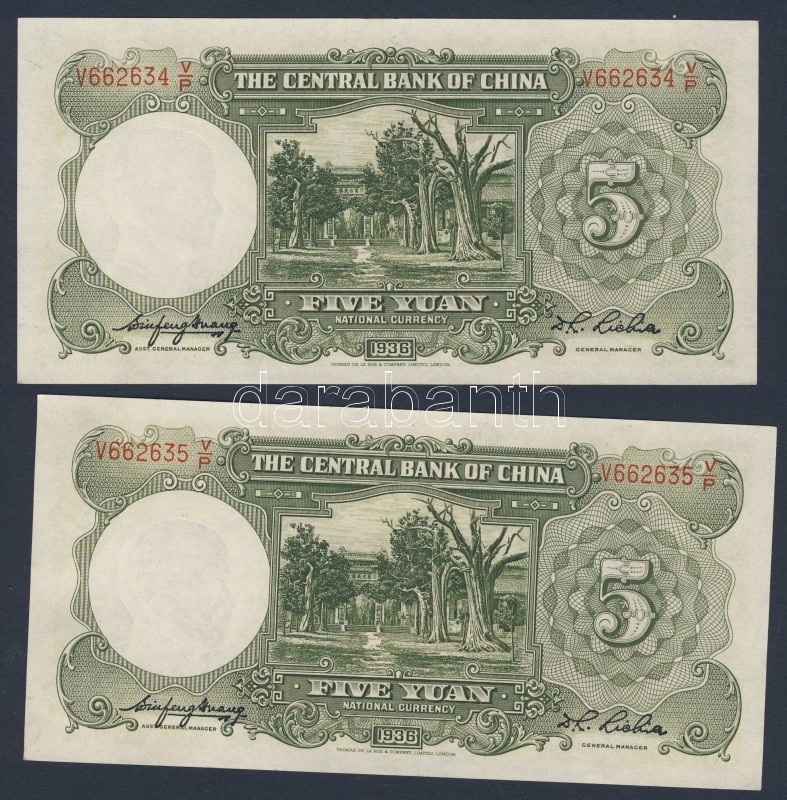 V662634 V/P THE CENTRAL BANK OF CHINA V662634 V/P
5
FIVE YUAN
NATIONAL CURRENCY
ASST. GENERAL MANAGER 1936 GENERAL MANAGER
THOMAS DE LA RUE & COMPANY, LIMITED, LONDON.
darabanth
V662635 V/P THE CENTRAL BANK OF CHINA V662635 V/P
5
FIVE YUAN
NATIONAL CURRENCY
ASST. GENERAL MANAGER 1936 GENERAL MANAGER
THOMAS DE LA RUE & COMPANY, LIMITED, LONDON.